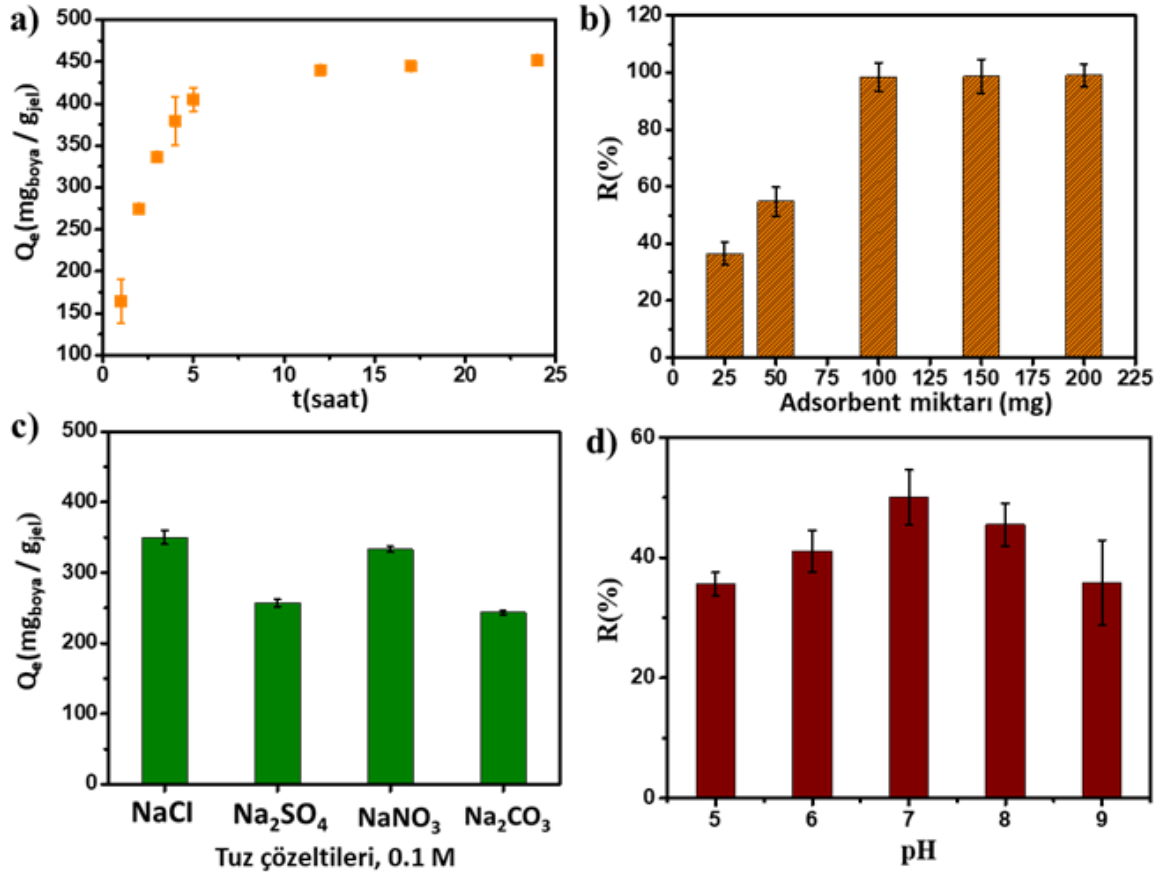 a)
500
450
400
350
300
250
200
150
100
Qe(mgboya / gjel)
0 5 10 15 20 25
t(saat)
b)
120
100
80
60
40
20
0
R(%)
0 25 50 75 100 125 150 175 200 225
Adsorbent miktarı (mg)
c)
500
400
300
200
100
0
Qe(mgboya / gjel)
NaCl Na2SO4 NaNO3 Na2CO3
Tuz çözeltileri, 0.1 M
d)
60
40
20
0
R(%)
5 6 7 8 9
pH